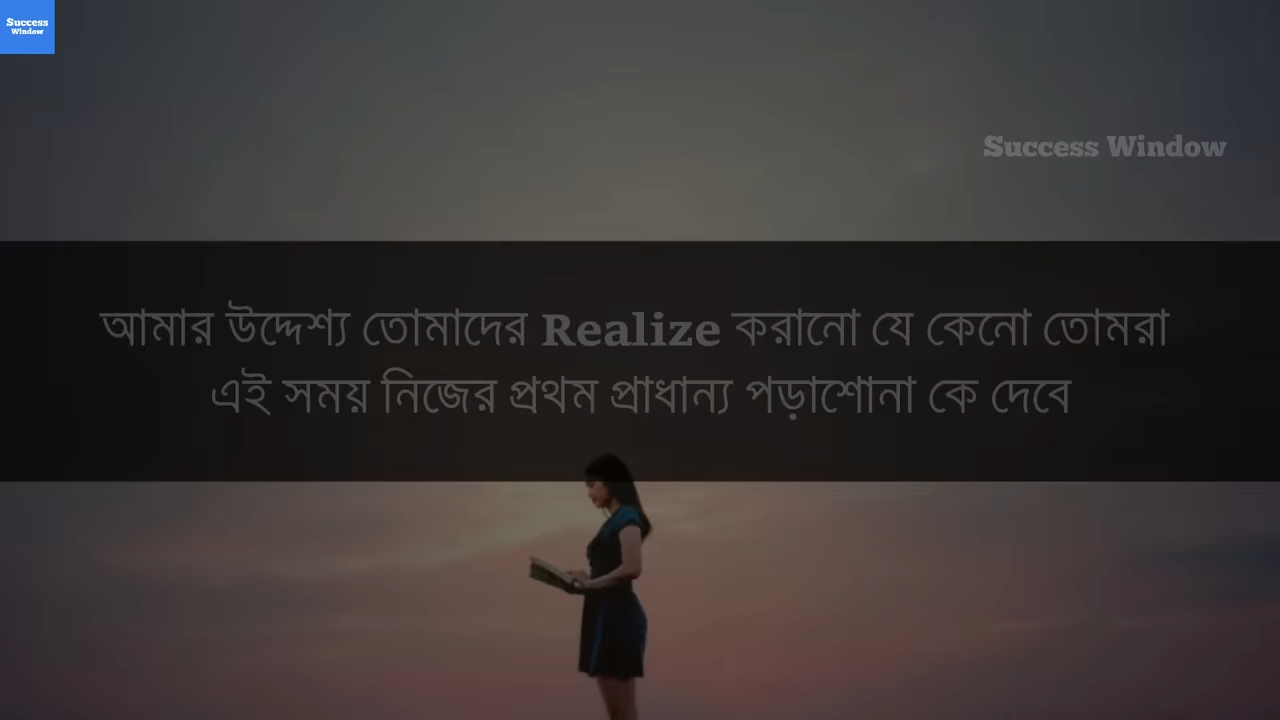 Success
Window
Success Window
আমার উদ্দেশ্য তোমাদের Realize করানো যে কেনো তোমরা
এই সময় নিজের প্রথম প্রাধান্য পড়াশোনা কে দেবে